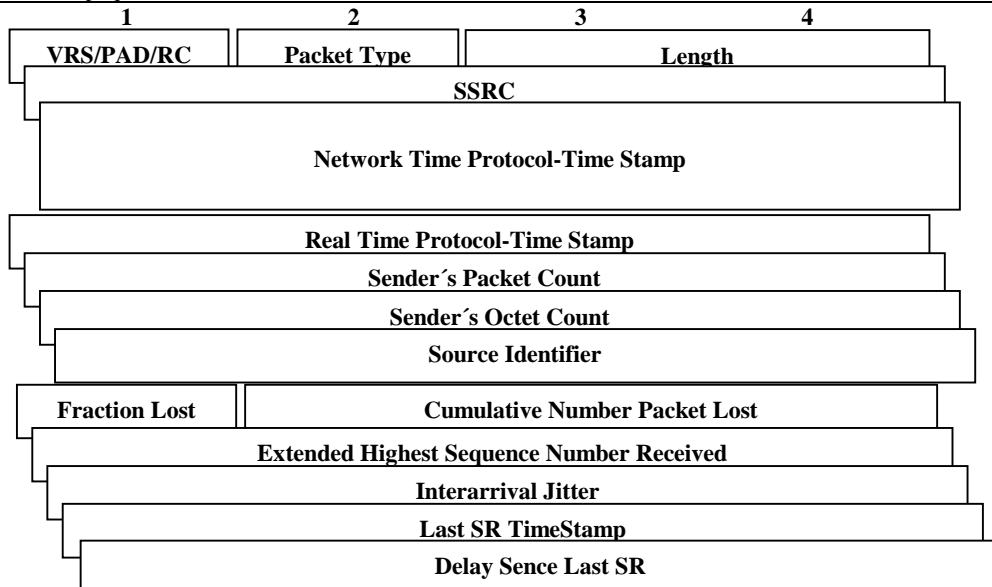 1 2 3 4
VRS/PAD/RC Packet Type Length
SSRC
Network Time Protocol-Time Stamp
Real Time Protocol-Time Stamp
Sender´s Packet Count
Sender´s Octet Count
Source Identifier
Fraction Lost Cumulative Number Packet Lost
Extended Highest Sequence Number Received
Interarrival Jitter
Last SR TimeStamp
Delay Sence Last SR